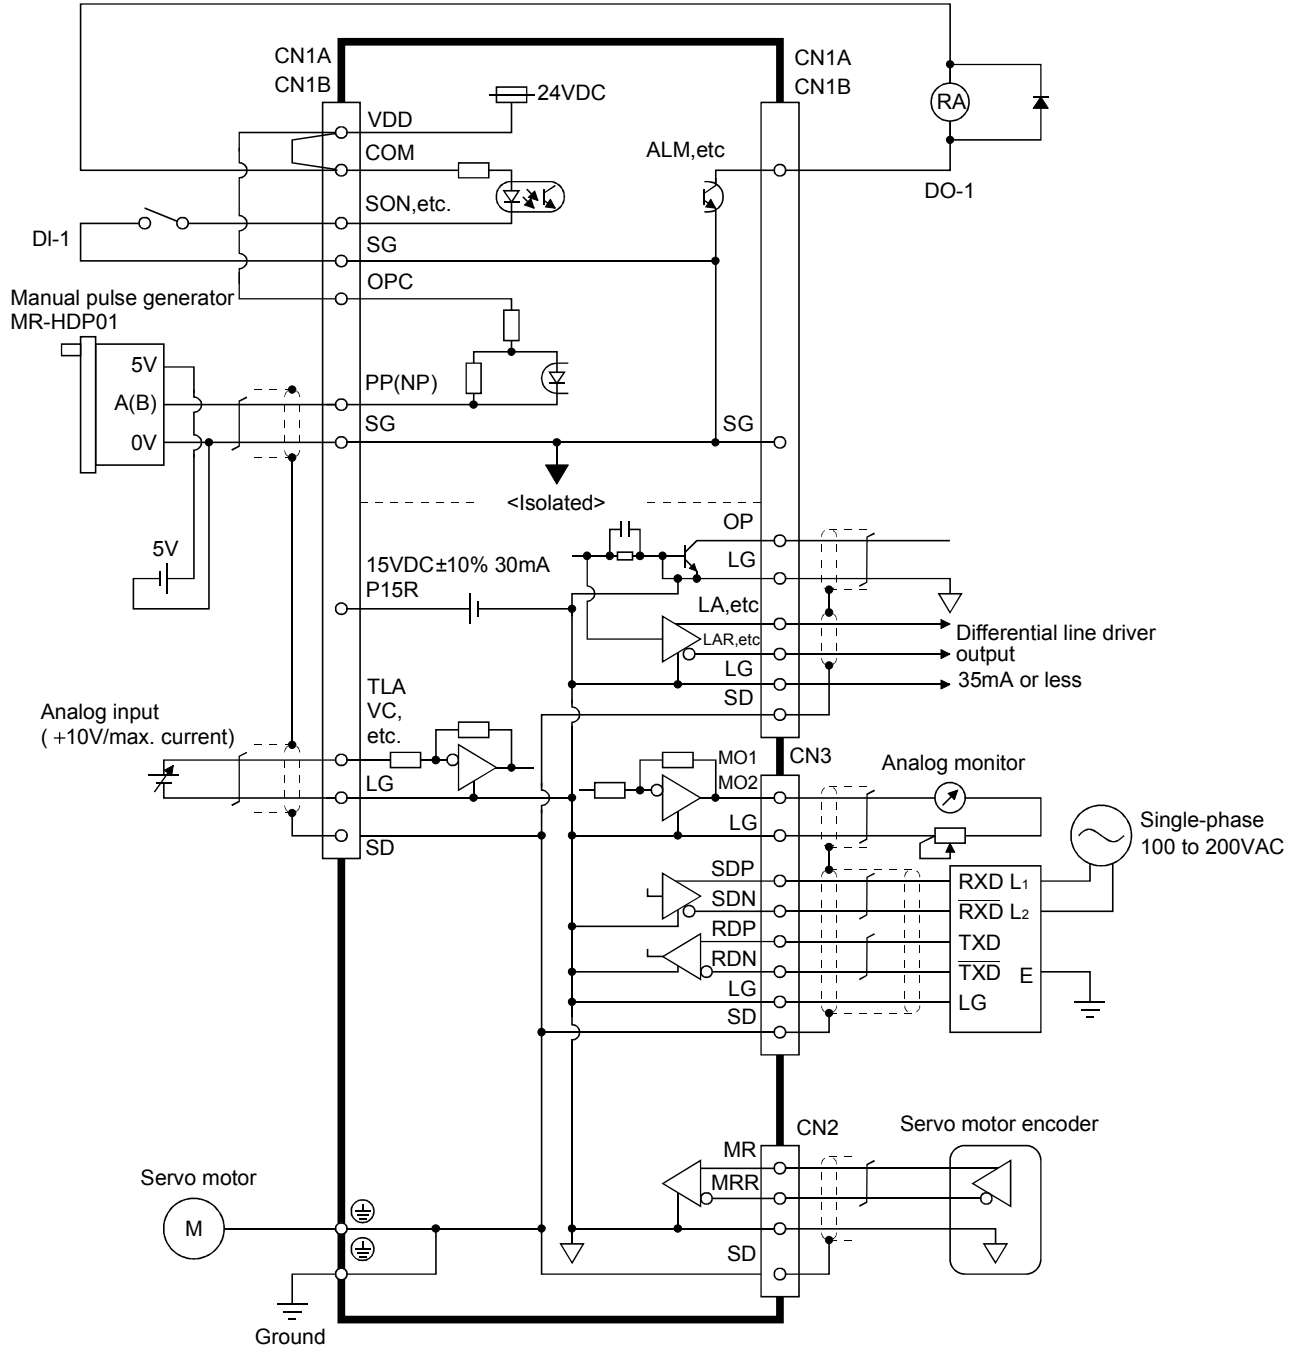 CN1A
CN1B
CN1A
CN1B
24VDC
RA
VDD
COM
ALM,etc
SON,etc.
DO-1
DI-1
SG
OPC
Manual pulse generator
MR-HDP01
5V
A(B)
0V
PP(NP)
SG
SG
<Isolated>
OP
5V
15VDC±10% 30mA
P15R
LG
LA,etc
LAR,etc
LG
SD
Differential line driver
output
35mA or less
Analog input
( +10V/max. current)
TLA
VC,
etc.
LG
SD
MO1
MO2
CN3
Analog monitor
LG
Single-phase
100 to 200VAC
SDP
SDN
RDP
RDN
LG
SD
RXD L1
RXD L2
TXD
TXD E
LG
CN2
Servo motor encoder
MR
MRR
SD
Servo motor
M
Ground